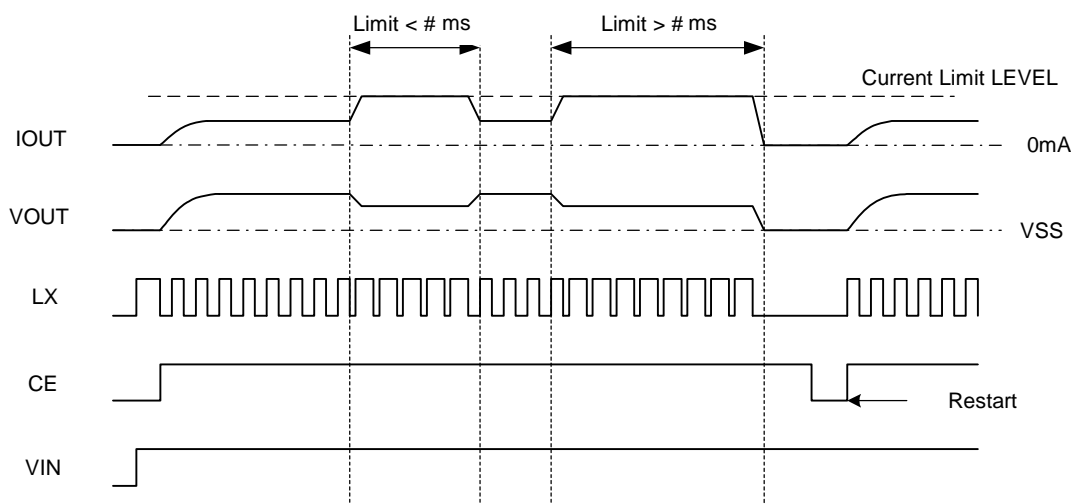 Limit < # ms
Limit > # ms
Current Limit LEVEL
IOUT
0mA
VOUT
VSS
LX
CE
Restart
VIN